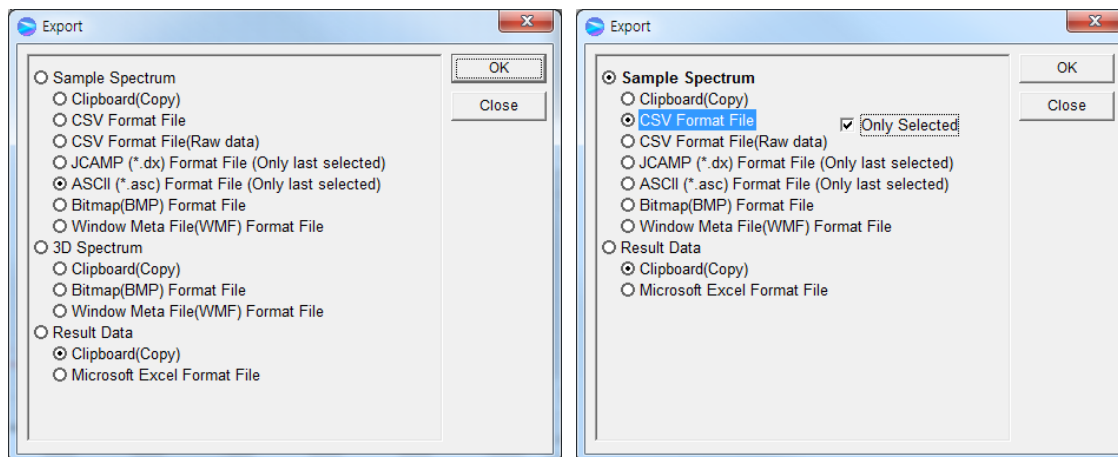 Export
Sample Spectrum
Clipboard(Copy)
CSV Format File
CSV Format File(Raw data)
JCAMP (*.dx) Format File (Only last selected)
ASCII (*.asc) Format File (Only last selected)
Bitmap(BMP) Format File
Window Meta File(WMF) Format File
3D Spectrum
Clipboard(Copy)
Bitmap(BMP) Format File
Window Meta File(WMF) Format File
Result Data
Clipboard(Copy)
Microsoft Excel Format File
OK
Close
Export
Sample Spectrum
Clipboard(Copy)
CSV Format File
Only Selected
CSV Format File(Raw data)
JCAMP (*.dx) Format File (Only last selected)
ASCII (*.asc) Format File (Only last selected)
Bitmap(BMP) Format File
Window Meta File(WMF) Format File
Result Data
Clipboard(Copy)
Microsoft Excel Format File
OK
Close